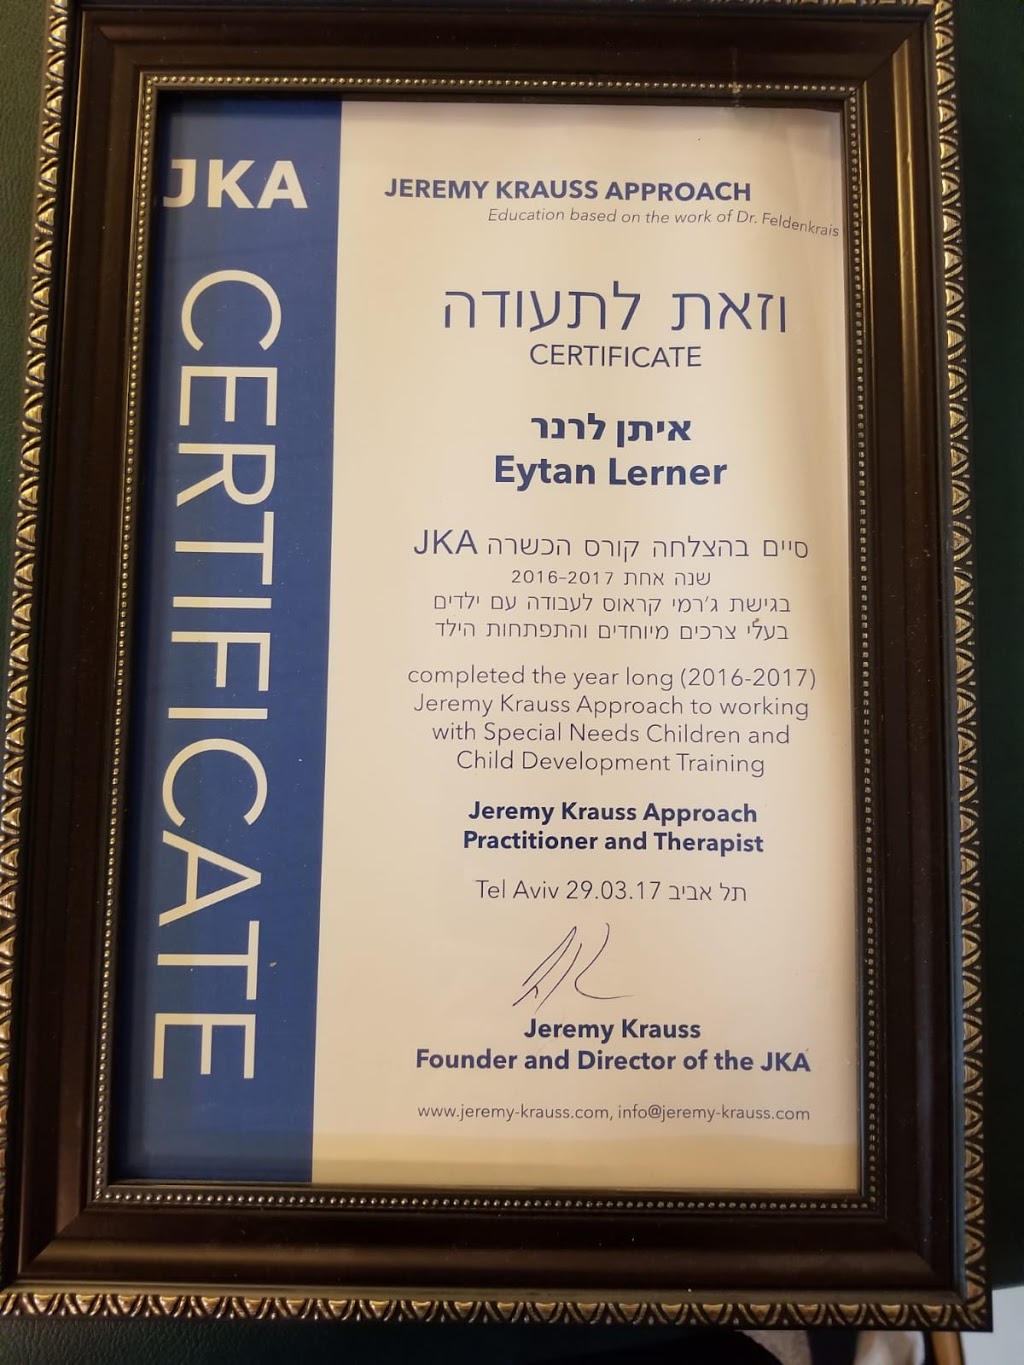 JKA
CERTIFICATE
JEREMY KRAUSS APPROACH
Education based on the work of Dr. Feldenkrais
וזאת לתעודה
CERTIFICATE
איתן לרנר
Eytan Lerner
סיים בהצלחה קורס הכשרה JKA
שנה אחת 2016-2017
בגישת ג'רמי קראוס לעבודה עם ילדים
בעלי צרכים מיוחדים והתפתחות הילד
completed the year long (2016-2017)
Jeremy Krauss Approach to working
with Special Needs Children and
Child Development Training
Jeremy Krauss Approach
Practitioner and Therapist
Tel Aviv 29.03.17 תל אביב
Jeremy Krauss
Founder and Director of the JKA
www.jeremy-krauss.com, info@jeremy-krauss.com